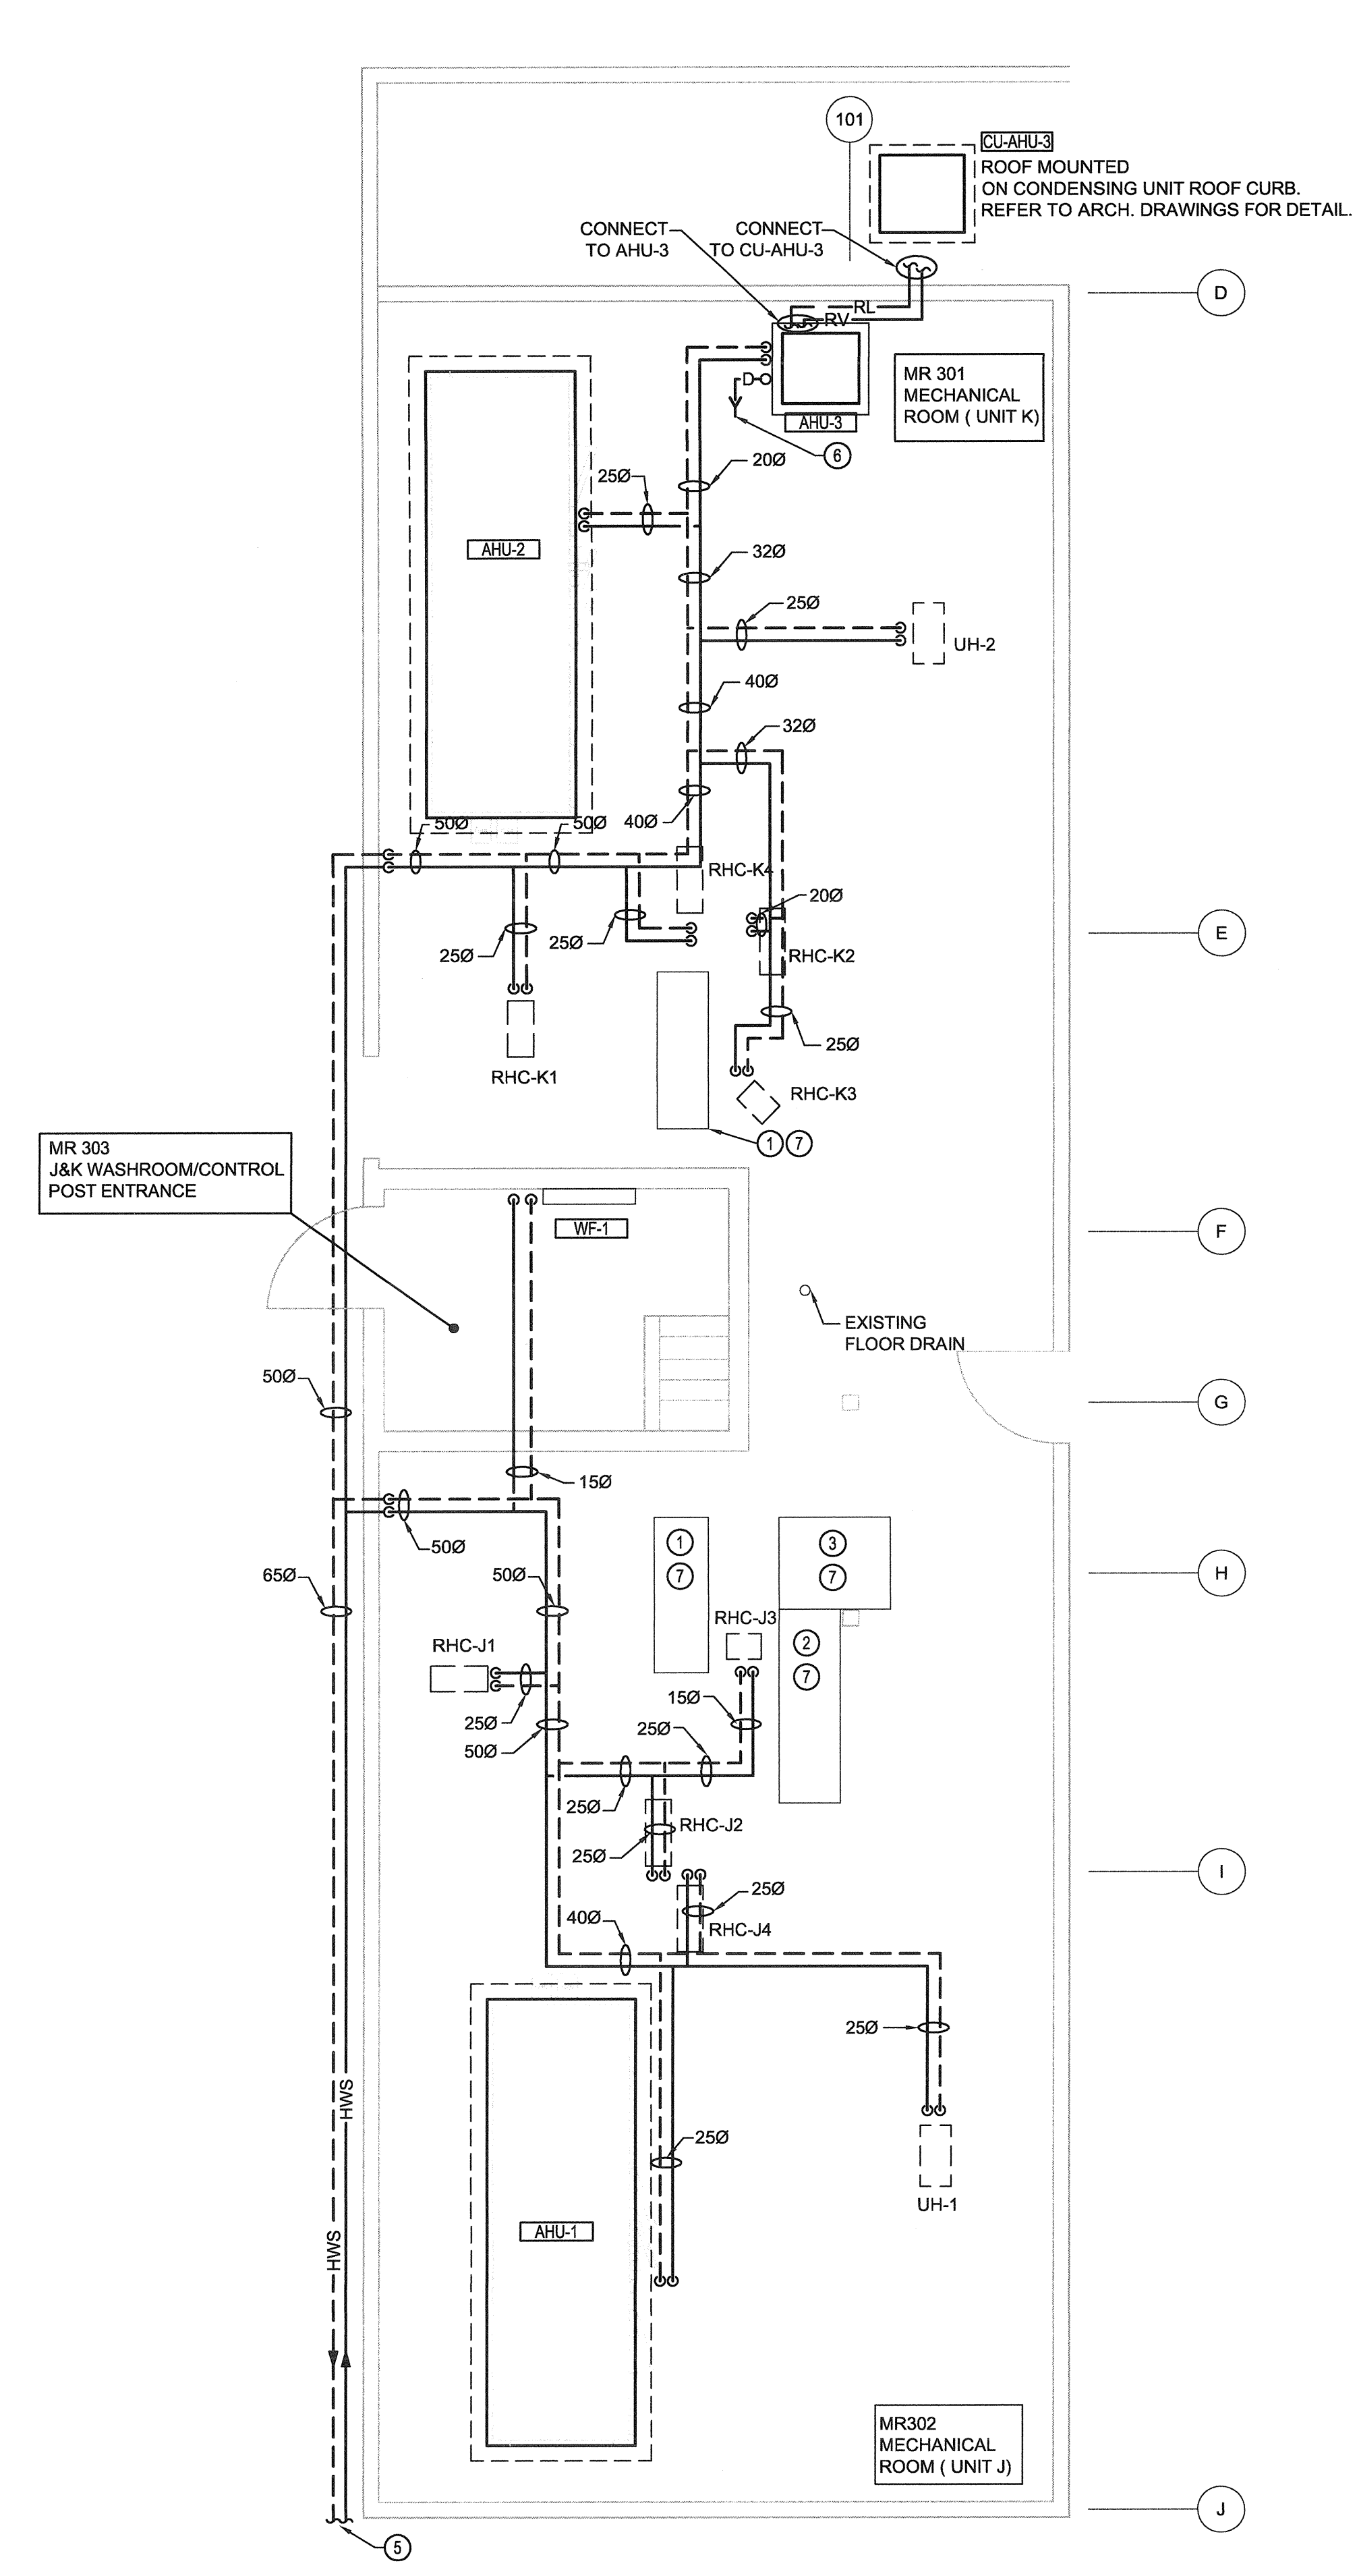 101
CU-AHU-3
ROOF MOUNTED
ON CONDENSING UNIT ROOF CURB.
REFER TO ARCH. DRAWINGS FOR DETAIL.
CONNECT
TO AHU-3
CONNECT
TO CU-AHU-3
D
RL
RV
MR 301
MECHANICAL
ROOM ( UNIT K)
D
AHU-3
6
20Ø
25Ø
AHU-2
32Ø
25Ø
UH-2
40Ø
32Ø
50Ø
50Ø
40Ø
RHC-K4
20Ø
E
25Ø
25Ø
RHC-K2
25Ø
RHC-K1
RHC-K3
1
7
MR 303
J&K WASHROOM/CONTROL
POST ENTRANCE
WF-1
F
EXISTING
FLOOR DRAIN
50Ø
G
15Ø
50Ø
1
7
3
7
H
65Ø
50Ø
RHC-J3
RHC-J1
2
7
15Ø
25Ø
25Ø
50Ø
25Ø
RHC-J2
25Ø
I
25Ø
40Ø
RHC-J4
25Ø
HWS
25Ø
UH-1
AHU-1
HWS
MR302
MECHANICAL
ROOM ( UNIT J)
J
5